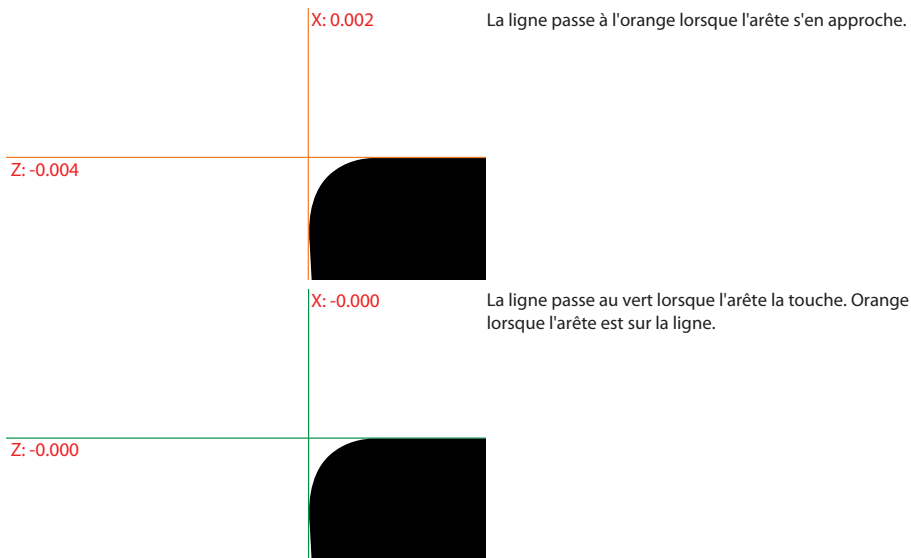 X: 0.002
La ligne passe à l'orange lorsque l'arête s'en approche.
Z: -0.004
X: -0.000
La ligne passe au vert lorsque l'arête la touche. Orange
lorsque l'arête est sur la ligne.
Z: -0.000